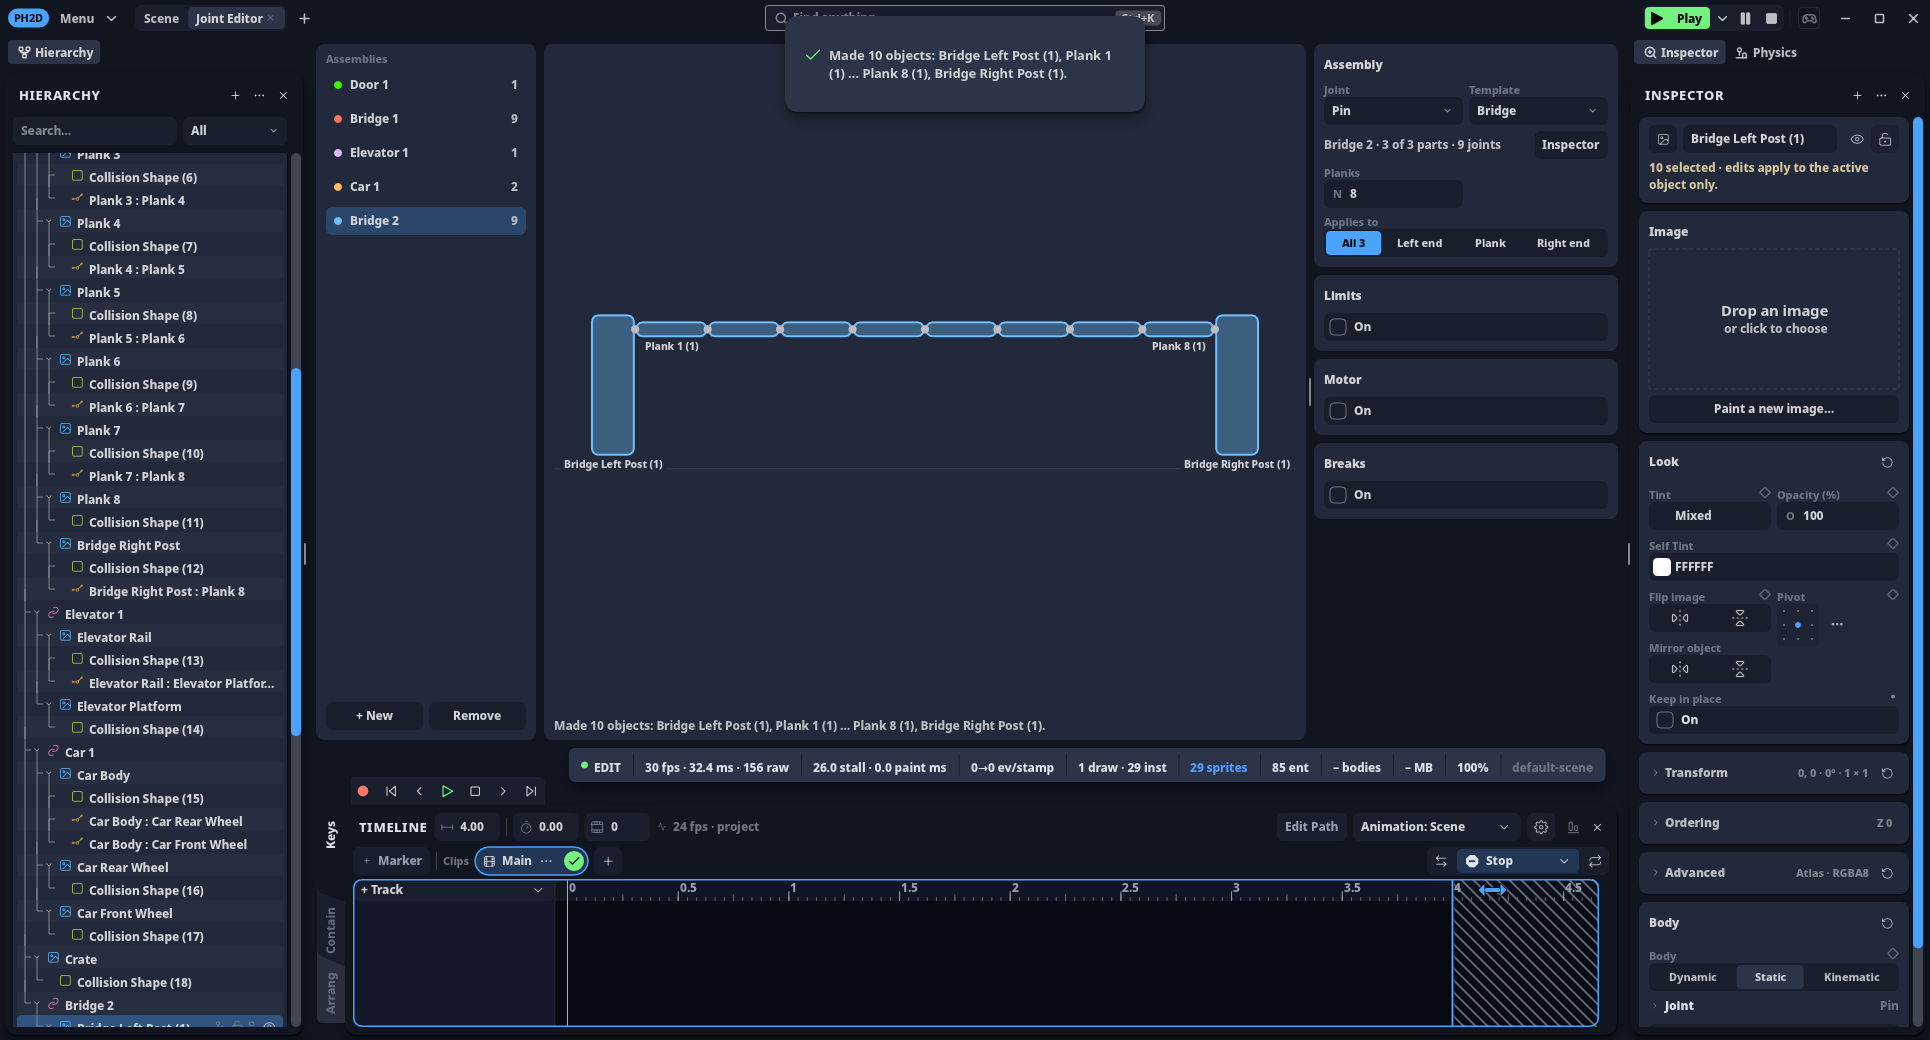 PH2D
Menu
Scene
Joint Editor
Ctrl+K
Play
Hierarchy
Inspector
Physics
HIERARCHY
Search...
All
Plank 3
Collision Shape (6)
Plank 3 : Plank 4
Plank 4
Collision Shape (7)
Plank 4 : Plank 5
Plank 5
Collision Shape (8)
Plank 5 : Plank 6
Plank 6
Collision Shape (9)
Plank 6 : Plank 7
Plank 7
Collision Shape (10)
Plank 7 : Plank 8
Plank 8
Collision Shape (11)
Bridge Right Post
Collision Shape (12)
Bridge Right Post : Plank 8
Elevator 1
Elevator Rail
Collision Shape (13)
Elevator Rail : Elevator Platfor...
Elevator Platform
Collision Shape (14)
Car 1
Car Body
Collision Shape (15)
Car Body : Car Rear Wheel
Car Body : Car Front Wheel
Car Rear Wheel
Collision Shape (16)
Car Front Wheel
Collision Shape (17)
Crate
Collision Shape (18)
Bridge 2
Bridge Left Post (1)
Assemblies
Door 1 1
Bridge 1 9
Elevator 1 1
Car 1 2
Bridge 2 9
+ New
Remove
Made 10 objects: Bridge Left Post (1), Plank 1
(1) ... Plank 8 (1), Bridge Right Post (1).
Plank 1 (1)
Plank 8 (1)
Bridge Left Post (1)
Bridge Right Post (1)
Made 10 objects: Bridge Left Post (1), Plank 1 (1) ... Plank 8 (1), Bridge Right Post (1).
Assembly
Joint
Template
Pin
Bridge
Bridge 2 · 3 of 3 parts · 9 joints
Inspector
Planks
N 8
Applies to
All 3
Left end
Plank
Right end
Limits
On
Motor
On
Breaks
On
EDIT
30 fps · 32.4 ms · 156 raw
26.0 stall · 0.0 paint ms
0→0 ev/stamp
1 draw · 29 inst
29 sprites
85 ent
– bodies
– MB
100%
default-scene
Keys
Contain
Arrang
TIMELINE
4.00
0.00
0
24 fps · project
Edit Path
Animation: Scene
+ Marker
Clips
Main
Stop
+ Track
0 0.5 1 1.5 2 2.5 3 3.5 4 4.5
INSPECTOR
Bridge Left Post (1)
10 selected · edits apply to the active
object only.
Image
Drop an image
or click to choose
Paint a new image...
Look
Tint
Opacity (%)
Mixed
O 100
Self Tint
FFFFFF
Flip image
Pivot
Mirror object
Keep in place
On
Transform
0, 0 · 0° · 1 × 1
Ordering
Z 0
Advanced
Atlas · RGBA8
Body
Body
Dynamic
Static
Kinematic
Joint
Pin